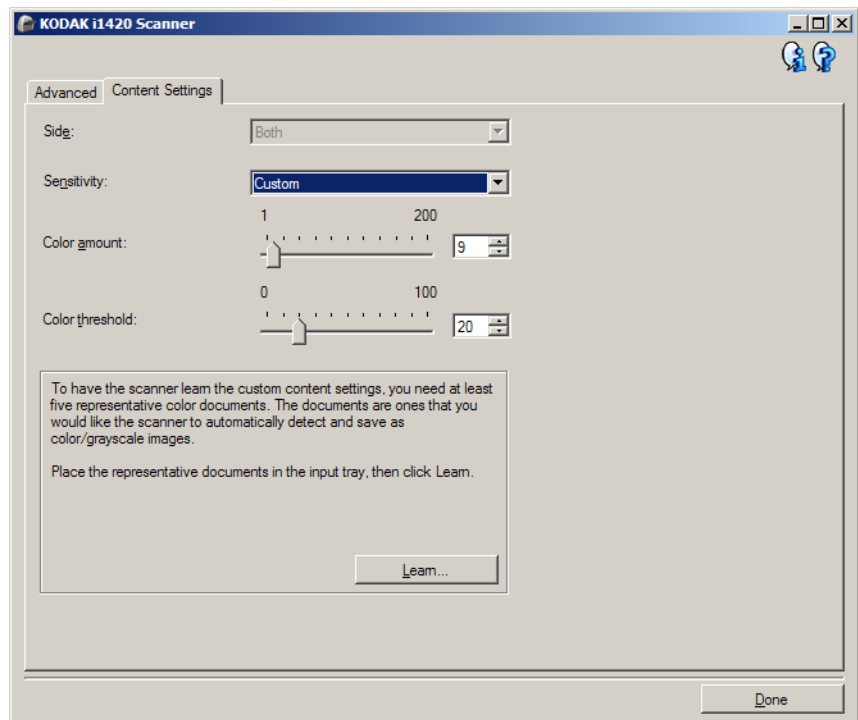 KODAK i1420 Scanner
Advanced
Content Settings
Side:
Both
Sensitivity:
Custom
1 200
Color amount:
9
0 100
Color threshold:
20
To have the scanner learn the custom content settings, you need at least
five representative color documents. The documents are ones that you
would like the scanner to automatically detect and save as
color/grayscale images.
Place the representative documents in the input tray, then click Learn.
Learn...
Done